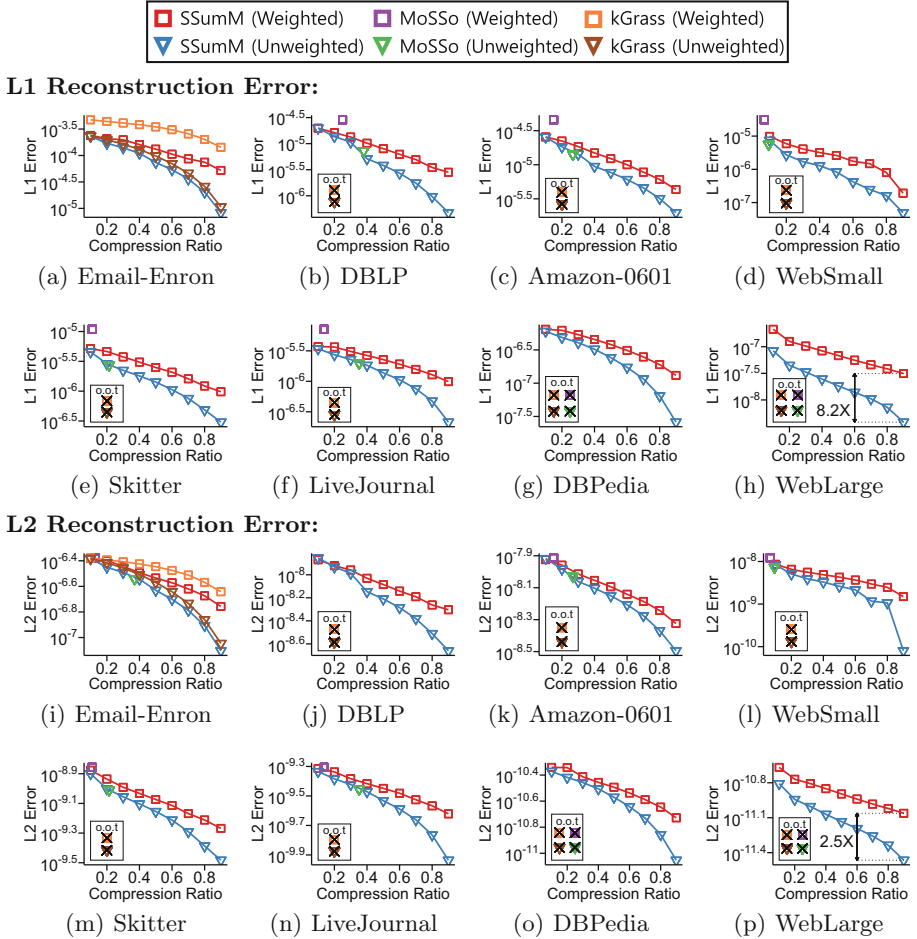 SSumM (Weighted) MoSSo (Weighted) kGrass (Weighted)
SSumM (Unweighted) MoSSo (Unweighted) kGrass (Unweighted)
L1 Reconstruction Error:
L1 Error 10^-3.5 10^-4 10^-4.5 10^-5 0.2 0.4 0.6 0.8 Compression Ratio
L1 Error 10^-4.5 10^-5 10^-5.5 10^-6 o.o.t 0.2 0.4 0.6 0.8 Compression Ratio
L1 Error 10^-4.5 10^-5 10^-5.5 o.o.t 0.2 0.4 0.6 0.8 Compression Ratio
L1 Error 10^-5 10^-6 10^-7 o.o.t 0.2 0.4 0.6 0.8 Compression Ratio
(a) Email-Enron (b) DBLP (c) Amazon-0601 (d) WebSmall
L1 Error 10^-5 10^-5.5 10^-6 10^-6.5 o.o.t 0.2 0.4 0.6 0.8 Compression Ratio
L1 Error 10^-5 10^-5.5 10^-6 10^-6.5 o.o.t 0.2 0.4 0.6 0.8 Compression Ratio
L1 Error 10^-6.5 10^-7 10^-7.5 o.o.t 0.2 0.4 0.6 0.8 Compression Ratio
L1 Error 10^-7 10^-7.5 10^-8 o.o.t 8.2X 0.2 0.4 0.6 0.8 Compression Ratio
(e) Skitter (f) LiveJournal (g) DBPedia (h) WebLarge
L2 Reconstruction Error:
L2 Error 10^-6.4 10^-6.6 10^-6.8 10^-7 0.2 0.4 0.6 0.8 Compression Ratio
L2 Error 10^-8 10^-8.2 10^-8.4 10^-8.6 o.o.t 0.2 0.4 0.6 0.8 Compression Ratio
L2 Error 10^-7.9 10^-8.1 10^-8.3 10^-8.5 o.o.t 0.2 0.4 0.6 0.8 Compression Ratio
L2 Error 10^-8 10^-9 10^-10 o.o.t 0.2 0.4 0.6 0.8 Compression Ratio
(i) Email-Enron (j) DBLP (k) Amazon-0601 (l) WebSmall
L2 Error 10^-8.9 10^-9.1 10^-9.3 10^-9.5 o.o.t 0.2 0.4 0.6 0.8 Compression Ratio
L2 Error 10^-9.3 10^-9.5 10^-9.7 10^-9.9 o.o.t 0.2 0.4 0.6 0.8 Compression Ratio
L2 Error 10^-10.4 10^-10.6 10^-10.8 10^-11 o.o.t 0.2 0.4 0.6 0.8 Compression Ratio
L2 Error 10^-10.8 10^-11.1 10^-11.4 o.o.t 2.5X 0.2 0.4 0.6 0.8 Compression Ratio
(m) Skitter (n) LiveJournal (o) DBPedia (p) WebLarge